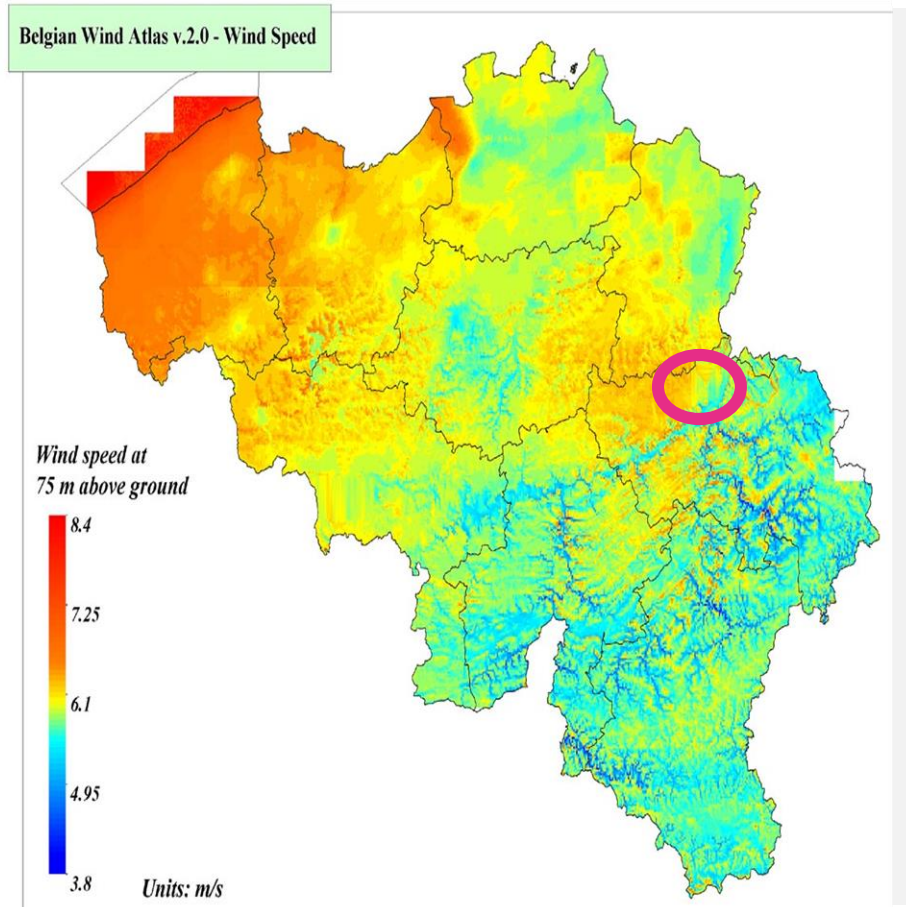 Belgian Wind Atlas v.2.0 - Wind Speed
Wind speed at
75 m above ground
8.4
7.25
6.1
4.95
3.8
Units: m/s